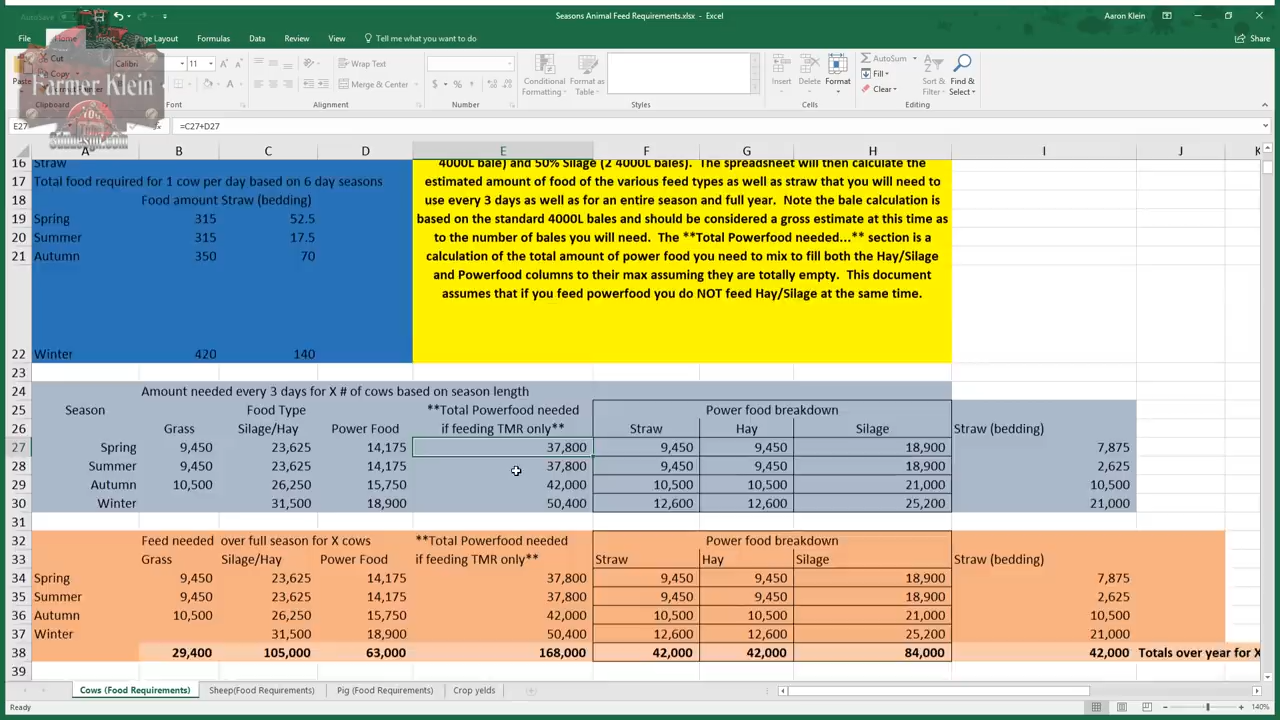 AutoSave
Seasons Animal Feed Requirements.xlsx - Excel
Aaron Klein
File Home Insert Page Layout Formulas Data Review View Tell me what you want to do Share
Cut Calibri 11 Wrap Text AutoSum
Copy Fill
Paste Format Painter Merge & Center $ % Conditional Formatting Format as Table Insert Delete Format Clear Sort & Filter Find & Select
Clipboard Font Alignment Number Styles Cells Editing
Farmer Klein
E27 =C27+D27
A B C D E F G H I J K
16 Straw 4000L bale) and 50% Silage (2 4000L bales). The spreadsheet will then calculate the
17 Total food required for 1 cow per day based on 6 day seasons estimated amount of food of the various feed types as well as straw that you will need to
18 Food amount Straw (bedding) use every 3 days as well as for an entire season and full year. Note the bale calculation is
19 Spring 315 52.5 based on the standard 4000L bales and should be considered a gross estimate at this time as
20 Summer 315 17.5 to the number of bales you will need. The **Total Powerfood needed...** section is a
21 Autumn 350 70 calculation of the total amount of power food you need to mix to fill both the Hay/Silage
and Powerfood columns to their max assuming they are totally empty. This document
assumes that if you feed powerfood you do NOT feed Hay/Silage at the same time.
22 Winter 420 140
23
24 Amount needed every 3 days for X # of cows based on season length
25 Season Food Type **Total Powerfood needed Power food breakdown
26 Grass Silage/Hay Power Food if feeding TMR only** Straw Hay Silage Straw (bedding)
27 Spring 9,450 23,625 14,175 37,800 9,450 9,450 18,900 7,875
28 Summer 9,450 23,625 14,175 37,800 9,450 9,450 18,900 2,625
29 Autumn 10,500 26,250 15,750 42,000 10,500 10,500 21,000 10,500
30 Winter 31,500 18,900 50,400 12,600 12,600 25,200 21,000
31
32 Feed needed over full season for X cows **Total Powerfood needed Power food breakdown
33 Grass Silage/Hay Power Food if feeding TMR only** Straw Hay Silage Straw (bedding)
34 Spring 9,450 23,625 14,175 37,800 9,450 9,450 18,900 7,875
35 Summer 9,450 23,625 14,175 37,800 9,450 9,450 18,900 2,625
36 Autumn 10,500 26,250 15,750 42,000 10,500 10,500 21,000 10,500
37 Winter 31,500 18,900 50,400 12,600 12,600 25,200 21,000
38 29,400 105,000 63,000 168,000 42,000 42,000 84,000 42,000 Totals over year for X
39
Cows (Food Requirements) Sheep(Food Requirements) Pig (Food Requirements) Crop yelds
Ready 140%